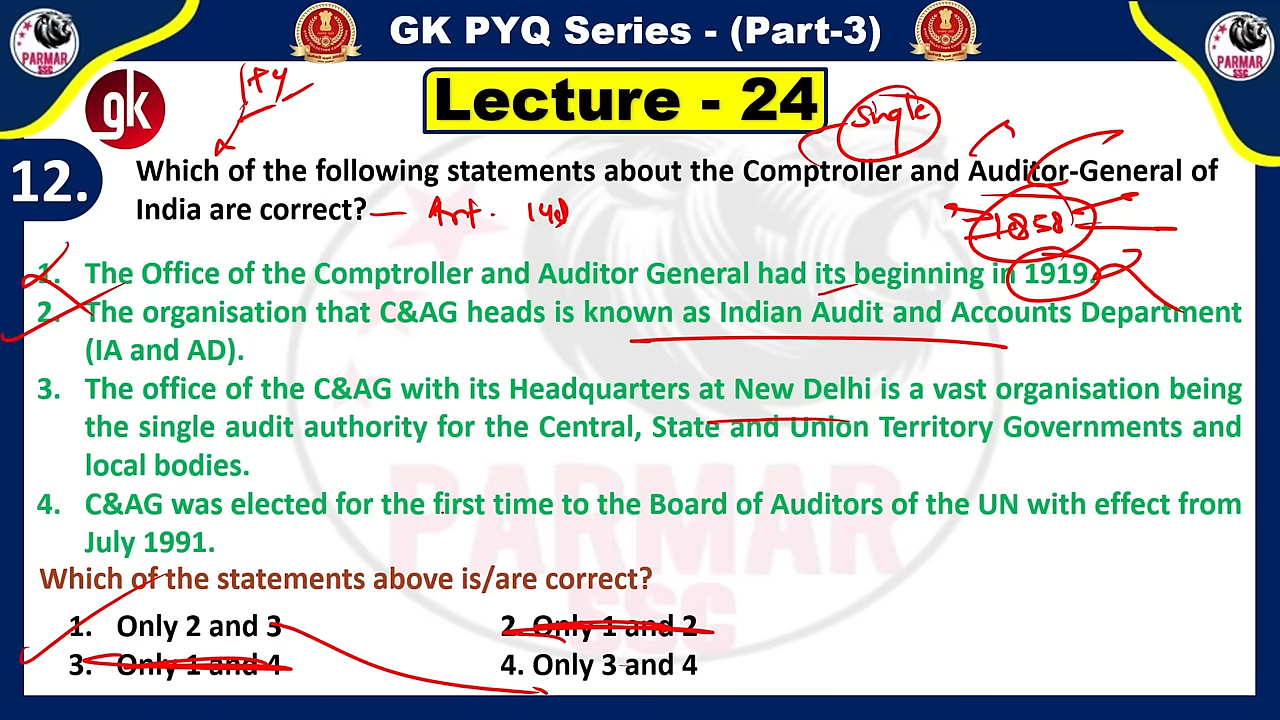 GK PYQ Series - (Part-3)
PARMAR
SSC
PARMAR
SSC
gk
Lecture - 24
single
12.
Which of the following statements about the Comptroller and Auditor-General of
India are correct? — Art. 148
1858
1. The Office of the Comptroller and Auditor General had its beginning in 1919.
2. The organisation that C&AG heads is known as Indian Audit and Accounts Department
(IA and AD).
3. The office of the C&AG with its Headquarters at New Delhi is a vast organisation being
the single audit authority for the Central, State and Union Territory Governments and
local bodies.
4. C&AG was elected for the first time to the Board of Auditors of the UN with effect from
July 1991.
PARMAR
SSC
Which of the statements above is/are correct?
1. Only 2 and 3
2. Only 1 and 2
3. Only 1 and 4
4. Only 3 and 4